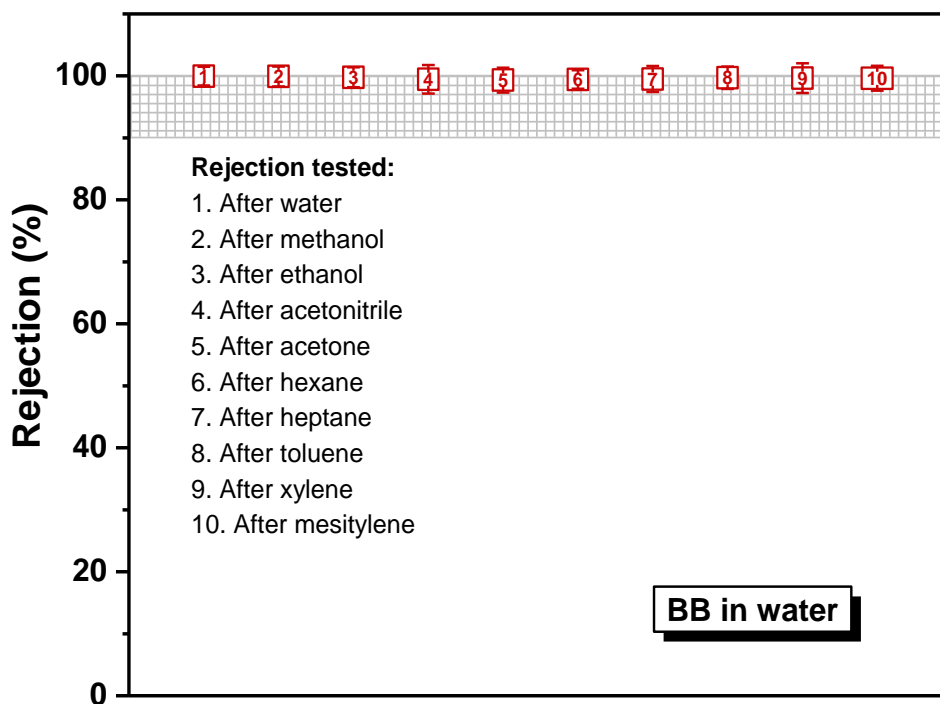 Rejection (%)
100
80
60
40
20
0
1 2 3 4 5 6 7 8 9 10
Rejection tested:
1. After water
2. After methanol
3. After ethanol
4. After acetonitrile
5. After acetone
6. After hexane
7. After heptane
8. After toluene
9. After xylene
10. After mesitylene
BB in water